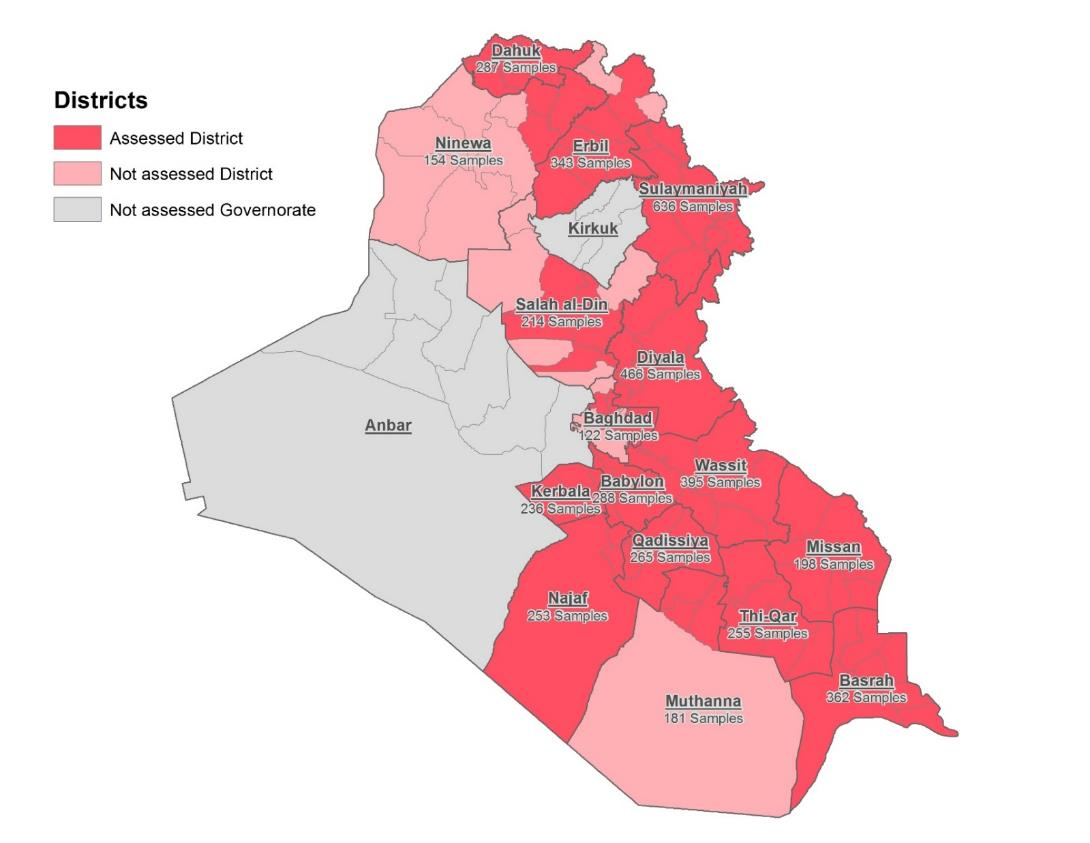 Districts
Assessed District
Not assessed District
Not assessed Governorate
Dahuk
287 Samples
Ninewa
154 Samples
Erbil
343 Samples
Sulaymaniyah
636 Samples
Kirkuk
Salah al-Din
214 Samples
Diyala
466 Samples
Anbar
Baghdad
122 Samples
Wassit
395 Samples
Kerbala
236 Samples
Babylon
288 Samples
Qadissiya
265 Samples
Missan
198 Samples
Najaf
253 Samples
Thi-Qar
255 Samples
Basrah
362 Samples
Muthanna
181 Samples